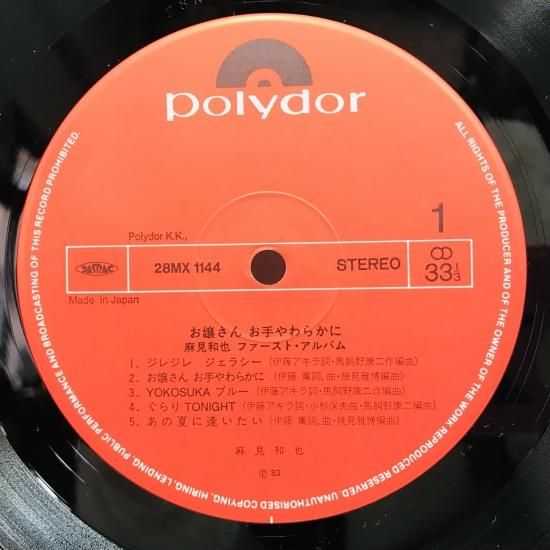 polydor
Polydor K.K.,
1
JASRAC
28MX 1144
STEREO
33 1/3
Made in Japan
お嬢さん お手やわらかに
麻見和也 ファースト・アルバム
1. ジレジレ ジェラシー (伊藤アキラ詞・馬飼野康二作編曲)
2. お嬢さん お手やわらかに (伊藤 薫詞, 曲・幾見雅博編曲)
3. YOKOSUKA ブルー (伊藤アキラ詞・馬飼野康二作編曲)
4. ぐらり TONIGHT (伊藤アキラ詞・小杉保夫曲・馬飼野康二編曲)
5. あの夏に逢いたい (伊藤 薫詞, 曲・幾見雅博編曲)
麻見和也
Ⓟ'83
ALL RIGHTS OF THE PRODUCER AND OF THE OWNER OF THE WORK REPRODUCED RESERVED. UNAUTHORISED COPYING, HIRING, LENDING, PUBLIC PERFORMANCE AND BROADCASTING OF THIS RECORD PROHIBITED.